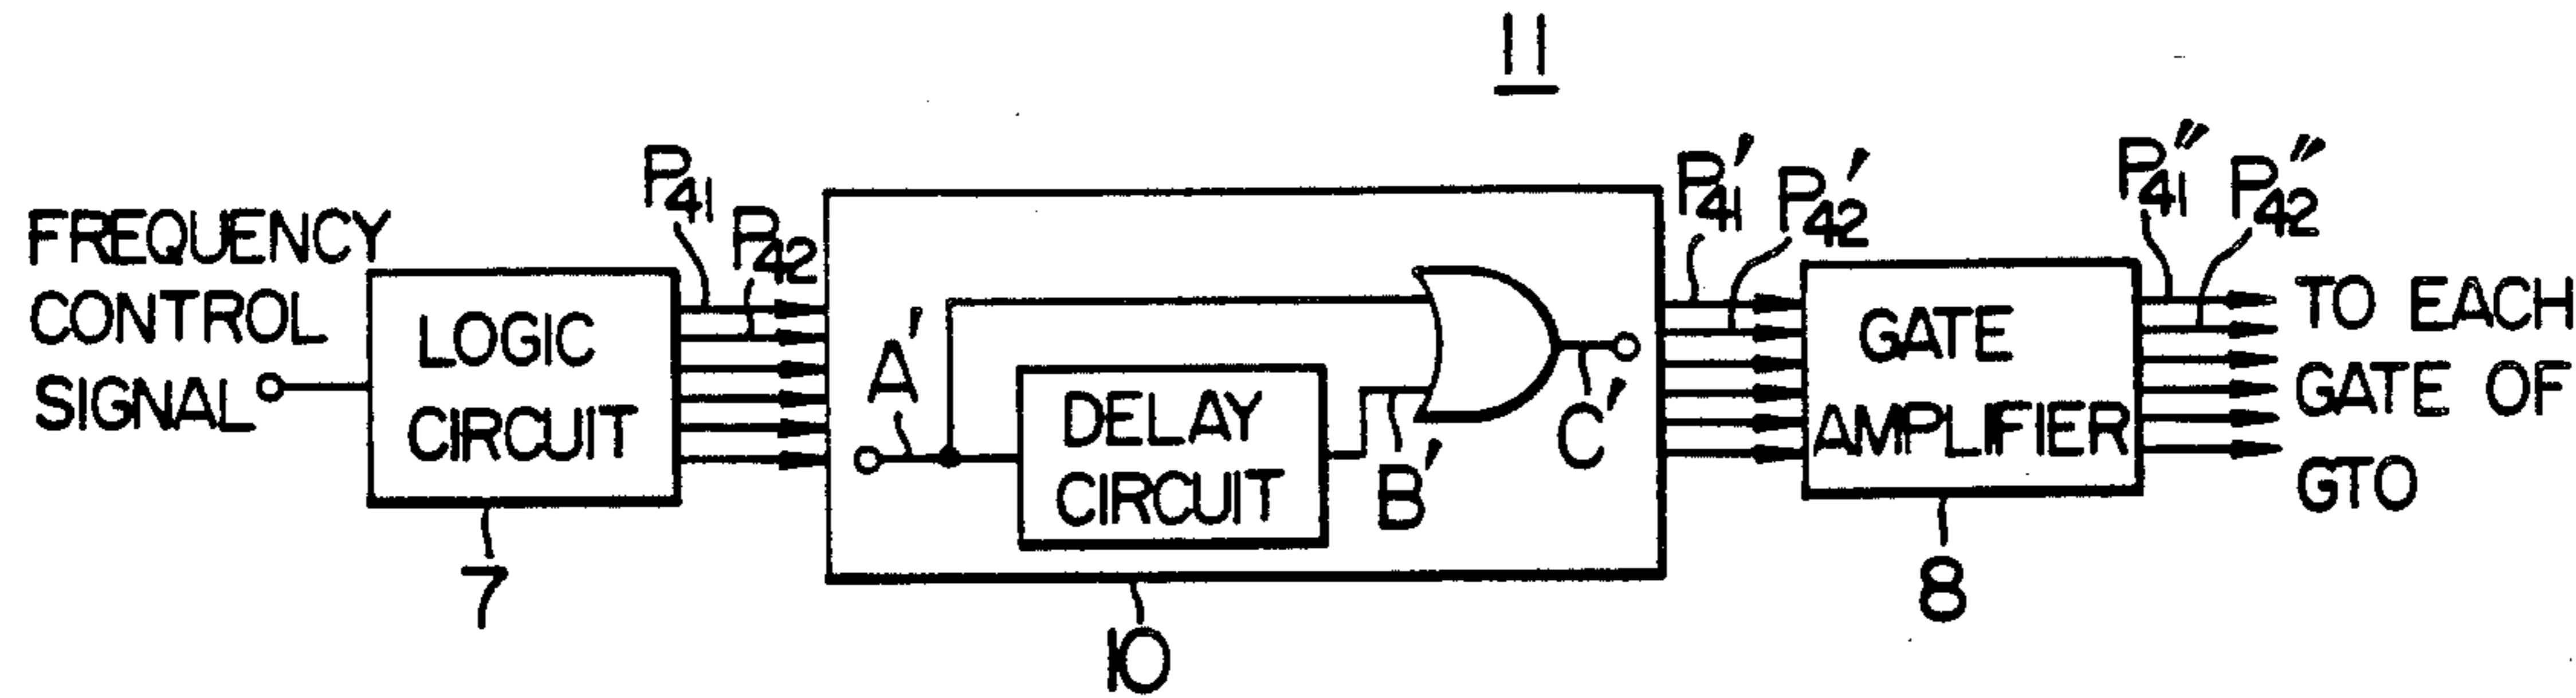 11
FREQUENCY
CONTROL
SIGNAL
LOGIC
CIRCUIT
7
P41
P42
A'
DELAY
CIRCUIT
B'
C'
10
P41'
P42'
GATE
AMPLIFIER
8
P41"
P42"
TO EACH
GATE OF
GTO